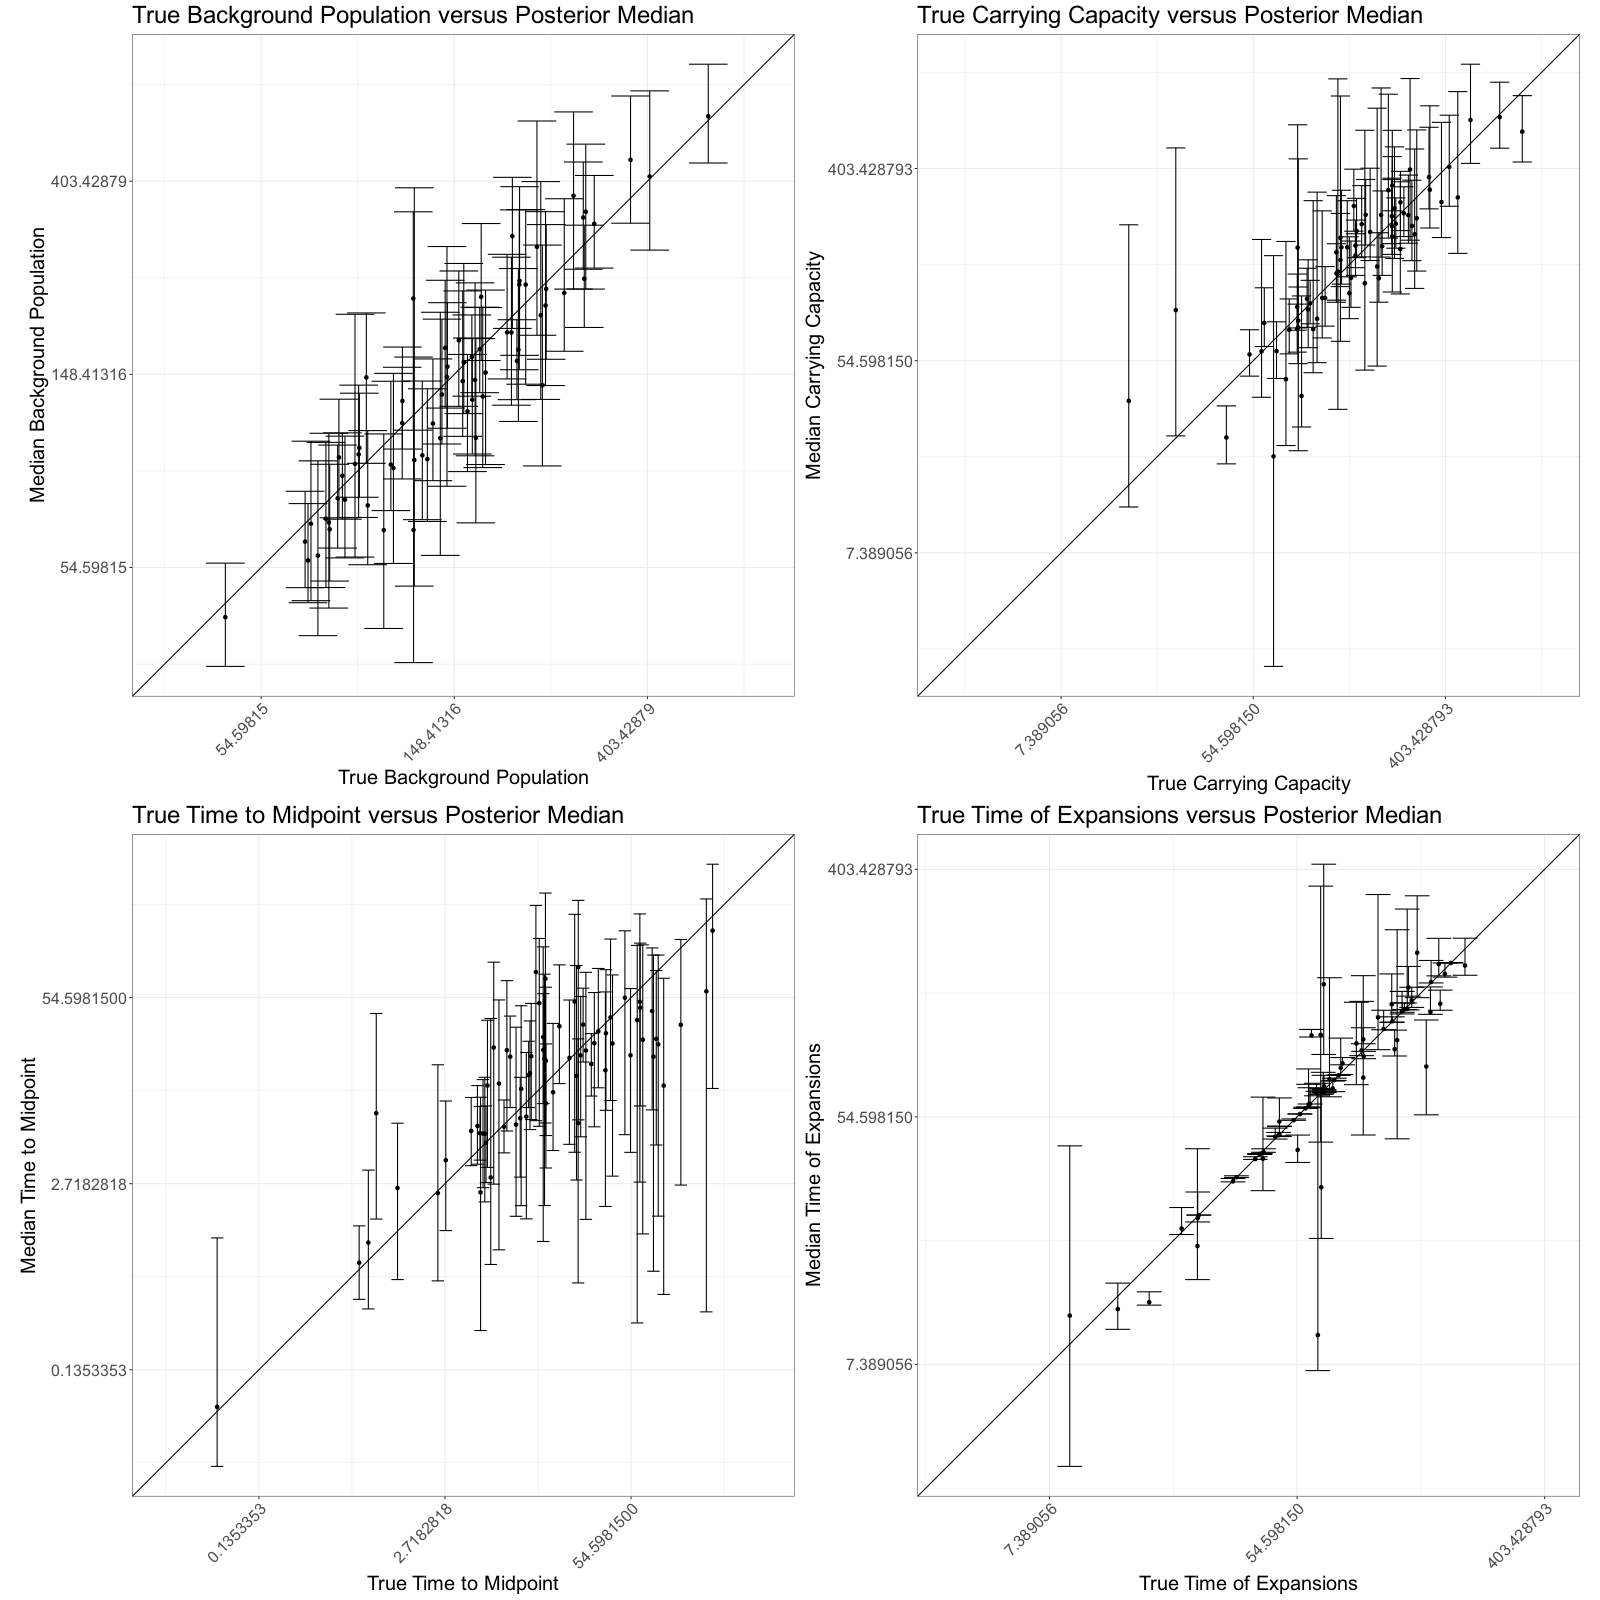 True Background Population versus Posterior Median
Median Background Population
403.42879
148.41316
54.59815
54.59815
148.41316
403.42879
True Background Population
True Carrying Capacity versus Posterior Median
Median Carrying Capacity
403.428793
54.598150
7.389056
7.389056
54.598150
403.428793
True Carrying Capacity
True Time to Midpoint versus Posterior Median
Median Time to Midpoint
54.5981500
2.7182818
0.1353353
0.1353353
2.7182818
54.5981500
True Time to Midpoint
True Time of Expansions versus Posterior Median
Median Time of Expansions
403.428793
54.598150
7.389056
7.389056
54.598150
403.428793
True Time of Expansions